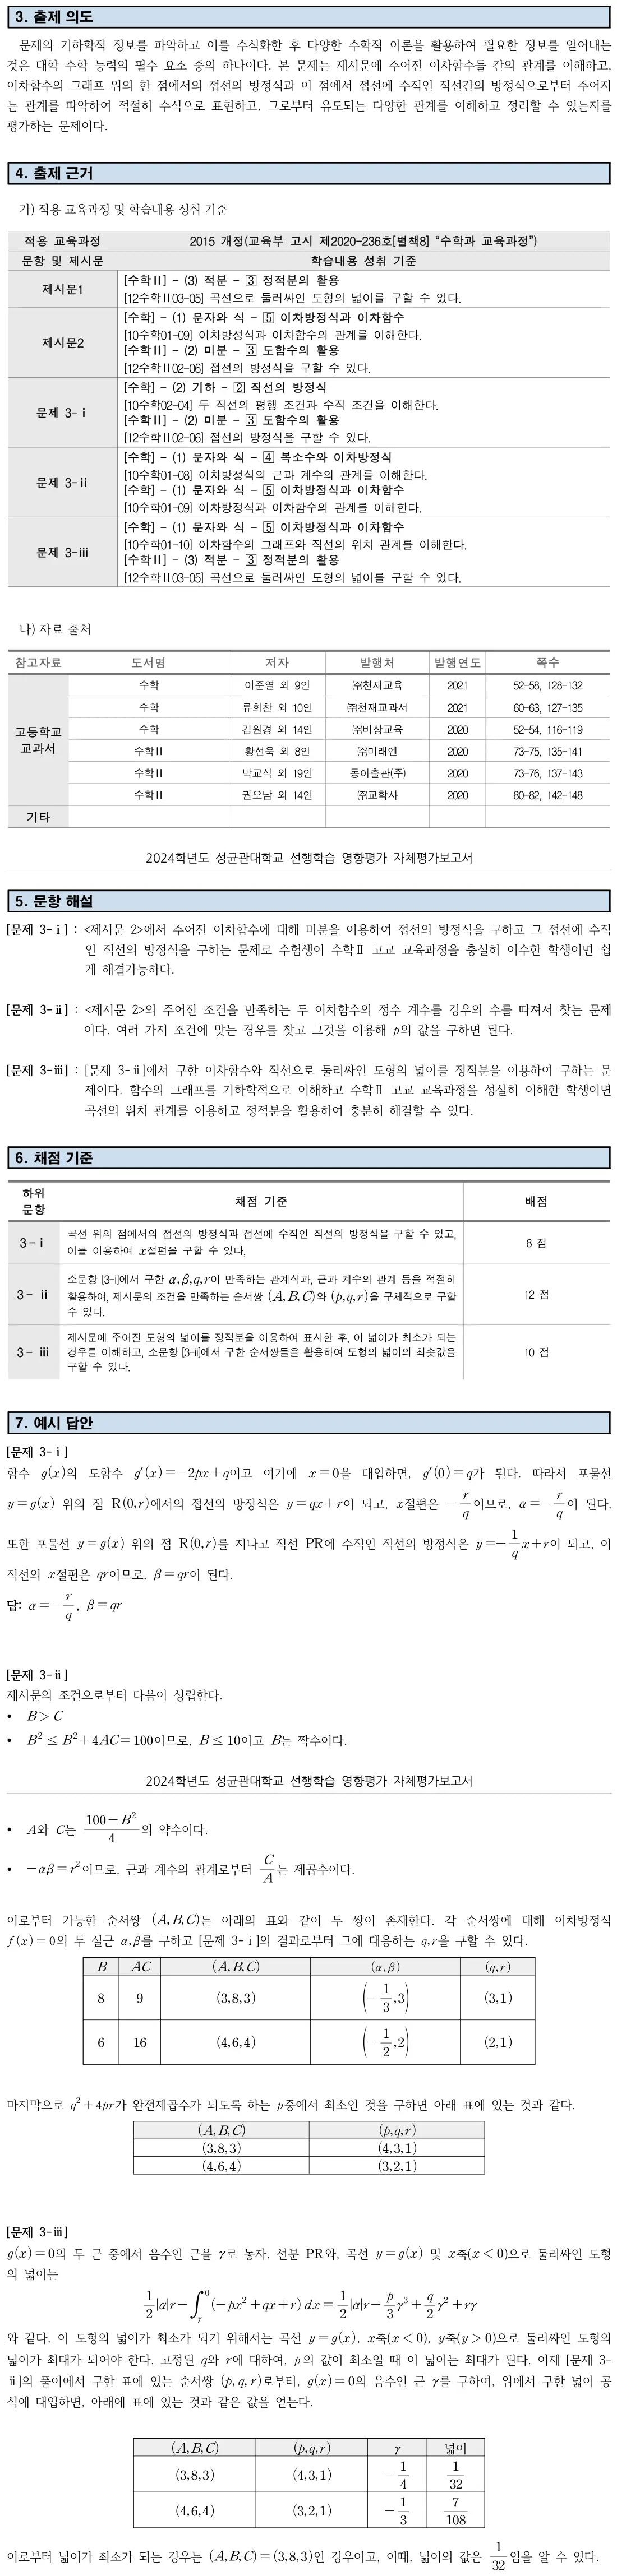 3. 출제 의도
문제의 기하학적 정보를 파악하고 이를 수식화한 후 다양한 수학적 이론을 활용하여 필요한 정보를 얻어내는
것은 대학 수학 능력의 필수 요소 중의 하나이다. 본 문제는 제시문에 주어진 이차함수들 간의 관계를 이해하고,
이차함수의 그래프 위의 한 점에서의 접선의 방정식과 이 점에서 접선에 수직인 직선간의 방정식으로부터 주어지
는 관계를 파악하여 적절히 수식으로 표현하고, 그로부터 유도되는 다양한 관계를 이해하고 정리할 수 있는지를
평가하는 문제이다.
4. 출제 근거
가) 적용 교육과정 및 학습내용 성취 기준
적용 교육과정 2015 개정(교육부 고시 제2020-236호[별책8] “수학과 교육과정”)
문항 및 제시문 학습내용 성취 기준
제시문1
[수학Ⅱ] - (3) 적분 - 3 정적분의 활용
[12수학Ⅱ03-05] 곡선으로 둘러싸인 도형의 넓이를 구할 수 있다.
제시문2
[수학] - (1) 문자와 식 - 5 이차방정식과 이차함수
[10수학01-09] 이차방정식과 이차함수의 관계를 이해한다.
[수학Ⅱ] - (2) 미분 - 3 도함수의 활용
[12수학Ⅱ02-06] 접선의 방정식을 구할 수 있다.
문제 3-ⅰ
[수학] - (2) 기하 - 2 직선의 방정식
[10수학02-04] 두 직선의 평행 조건과 수직 조건을 이해한다.
[수학Ⅱ] - (2) 미분 - 3 도함수의 활용
[12수학Ⅱ02-06] 접선의 방정식을 구할 수 있다.
문제 3-ⅱ
[수학] - (1) 문자와 식 - 4 복소수와 이차방정식
[10수학01-08] 이차방정식의 근과 계수의 관계를 이해한다.
[수학] - (1) 문자와 식 - 5 이차방정식과 이차함수
[10수학01-09] 이차방정식과 이차함수의 관계를 이해한다.
문제 3-ⅲ
[수학] - (1) 문자와 식 - 5 이차방정식과 이차함수
[10수학01-10] 이차함수의 그래프와 직선의 위치 관계를 이해한다.
[수학Ⅱ] - (3) 적분 - 3 정적분의 활용
[12수학Ⅱ03-05] 곡선으로 둘러싸인 도형의 넓이를 구할 수 있다.
나) 자료 출처
참고자료 도서명 저자 발행처 발행연도 쪽수
고등학교 교과서
수학 이준열 외 9인 ㈜천재교육 2021 52-58, 128-132
수학 류희찬 외 10인 ㈜천재교과서 2021 60-63, 127-135
수학 김원경 외 14인 ㈜비상교육 2020 52-54, 116-119
수학Ⅱ 황선욱 외 8인 ㈜미래엔 2020 73-75, 135-141
수학Ⅱ 박교식 외 19인 동아출판(주) 2020 73-76, 137-143
수학Ⅱ 권오남 외 14인 ㈜교학사 2020 80-82, 142-148
기타
2024학년도 성균관대학교 선행학습 영향평가 자체평가보고서
5. 문항 해설
[문제 3-ⅰ] : <제시문 2>에서 주어진 이차함수에 대해 미분을 이용하여 접선의 방정식을 구하고 그 접선에 수직
인 직선의 방정식을 구하는 문제로 수험생이 수학Ⅱ 고교 교육과정을 충실히 이수한 학생이면 쉽
게 해결가능하다.
[문제 3-ⅱ] : <제시문 2>의 주어진 조건을 만족하는 두 이차함수의 정수 계수를 경우의 수를 따져서 찾는 문제
이다. 여러 가지 조건에 맞는 경우를 찾고 그것을 이용해 p의 값을 구하면 된다.
[문제 3-ⅲ] : [문제 3-ⅱ]에서 구한 이차함수와 직선으로 둘러싸인 도형의 넓이를 정적분을 이용하여 구하는 문
제이다. 함수의 그래프를 기하학적으로 이해하고 수학Ⅱ 고교 교육과정을 성실히 이해한 학생이면
곡선의 위치 관계를 이용하고 정적분을 활용하여 충분히 해결할 수 있다.
6. 채점 기준
하위 문항 채점 기준 배점
3-ⅰ
곡선 위의 점에서의 접선의 방정식과 접선에 수직인 직선의 방정식을 구할 수 있고,
이를 이용하여 x절편을 구할 수 있다.
8 점
3-ⅱ
소문항 [3-i]에서 구한 α,β,q,r이 만족하는 관계식과, 근과 계수의 관계 등을 적절히
활용하여, 제시문의 조건을 만족하는 순서쌍 (A,B,C)와 (p,q,r)을 구체적으로 구할
수 있다.
12 점
3-ⅲ
제시문에 주어진 도형의 넓이를 정적분을 이용하여 표시한 후, 이 넓이가 최소가 되는
경우를 이해하고, 소문항 [3-ii]에서 구한 순서쌍들을 활용하여 도형의 넓이의 최솟값을
구할 수 있다.
10 점
7. 예시 답안
[문제 3-ⅰ]
함수 g(x)의 도함수 g′(x)=-2px+q이고 여기에 x=0을 대입하면, g′(0)=q가 된다. 따라서 포물선
y=g(x) 위의 점 R(0,r)에서의 접선의 방정식은 y=qx+r이 되고, x절편은 -r/q이므로, α=-r/q이 된다.
또한 포물선 y=g(x) 위의 점 R(0,r)를 지나고 직선 PR에 수직인 직선의 방정식은 y=-1/q x+r이 되고, 이
직선의 x절편은 qr이므로, β=qr이 된다.
답: α=-r/q, β=qr
[문제 3-ⅱ]
제시문의 조건으로부터 다음이 성립한다.
• B>C
• B² ≤ B²+4AC=100이므로, B≤10이고 B는 짝수이다.
2024학년도 성균관대학교 선행학습 영향평가 자체평가보고서
• A와 C는 (100-B²)/4의 약수이다.
• -αβ=r²이므로, 근과 계수의 관계로부터 C/A는 제곱수이다.
이로부터 가능한 순서쌍 (A,B,C)는 아래의 표와 같이 두 쌍이 존재한다. 각 순서쌍에 대해 이차방정식
f(x)=0의 두 실근 α,β를 구하고 [문제 3-ⅰ]의 결과로부터 그에 대응하는 q,r을 구할 수 있다.
B AC (A,B,C) (α,β) (q,r)
8 9 (3,8,3) (-1/3,3) (3,1)
6 16 (4,6,4) (-1/2,2) (2,1)
마지막으로 q²+4pr가 완전제곱수가 되도록 하는 p중에서 최소인 것을 구하면 아래 표에 있는 것과 같다.
(A,B,C) (p,q,r)
(3,8,3) (4,3,1)
(4,6,4) (3,2,1)
[문제 3-ⅲ]
g(x)=0의 두 근 중에서 음수인 근을 γ로 놓자. 선분 PR와, 곡선 y=g(x) 및 x축(x<0)으로 둘러싸인 도형
의 넓이는
1/2|α|r-∫_γ^0(-px²+qx+r) dx=1/2|α|r-p/3γ³+q/2γ²+rγ
와 같다. 이 도형의 넓이가 최소가 되기 위해서는 곡선 y=g(x), x축(x<0), y축(y>0)으로 둘러싸인 도형의
넓이가 최대가 되어야 한다. 고정된 q와 r에 대하여, p의 값이 최소일 때 이 넓이는 최대가 된다. 이제 [문제 3-
ⅱ]의 풀이에서 구한 표에 있는 순서쌍 (p,q,r)로부터, g(x)=0의 음수인 근 γ를 구하여, 위에서 구한 넓이 공
식에 대입하면, 아래에 표에 있는 것과 같은 값을 얻는다.
(A,B,C) (p,q,r) γ 넓이
(3,8,3) (4,3,1) -1/4 1/32
(4,6,4) (3,2,1) -1/3 7/108
이로부터 넓이가 최소가 되는 경우는 (A,B,C)=(3,8,3)인 경우이고, 이때, 넓이의 값은 1/32임을 알 수 있다.